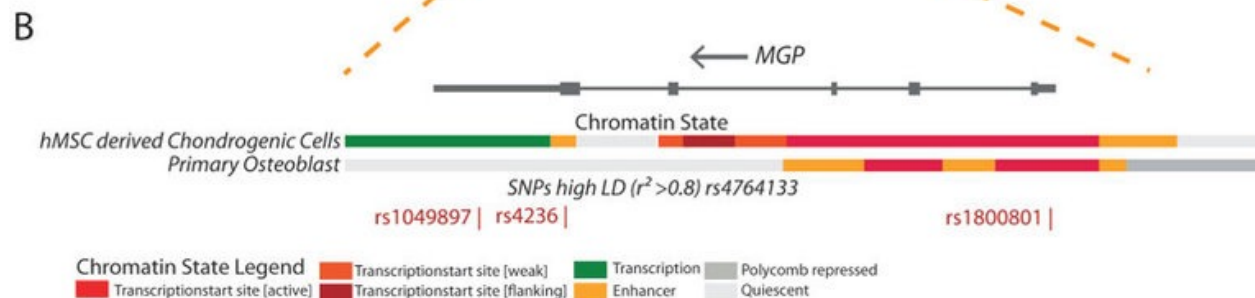 B
MGP
Chromatin State
hMSC derived Chondrogenic Cells
Primary Osteoblast
SNPs high LD (r² >0.8) rs4764133
rs1049897 | rs4236 | rs1800801 |
Chromatin State Legend
Transcriptionstart site [weak] Transcription Polycomb repressed
Transcriptionstart site [active] Transcriptionstart site [flanking] Enhancer Quiescent